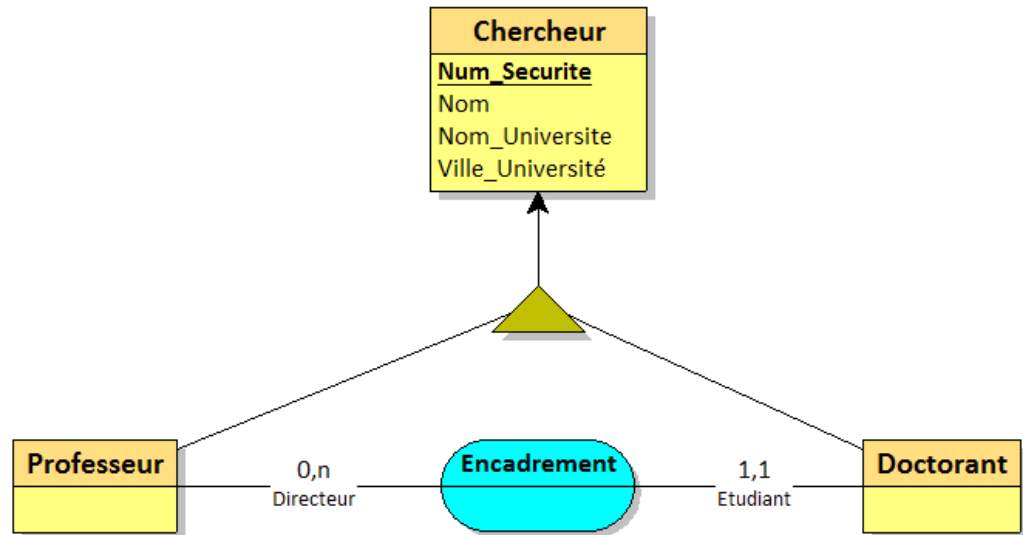 Chercheur
Num_Securite
Nom
Nom_Universite
Ville_Université
Professeur
0,n
Directeur
Encadrement
1,1
Etudiant
Doctorant